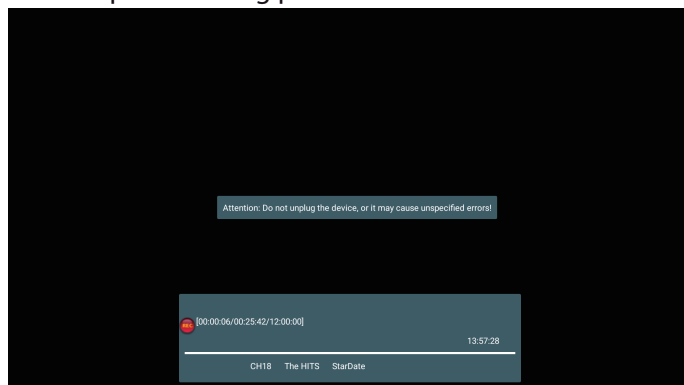 Attention: Do not unplug the device, or it may cause unspecified errors!
REC [00:00:06/00:25:42/12:00:00]
13:57:28
CH18 The HITS StarDate